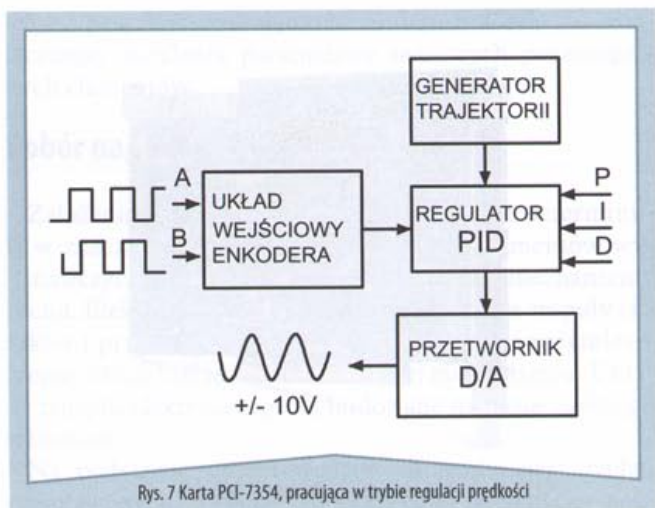 GENERATOR
TRAJEKTORII
A
B
UKŁAD
WEJŚCIOWY
ENKODERA
REGULATOR
PID
P
I
D
PRZETWORNIK
D/A
+/- 10V
Rys. 7 Karta PCI-7354, pracująca w trybie regulacji prędkości